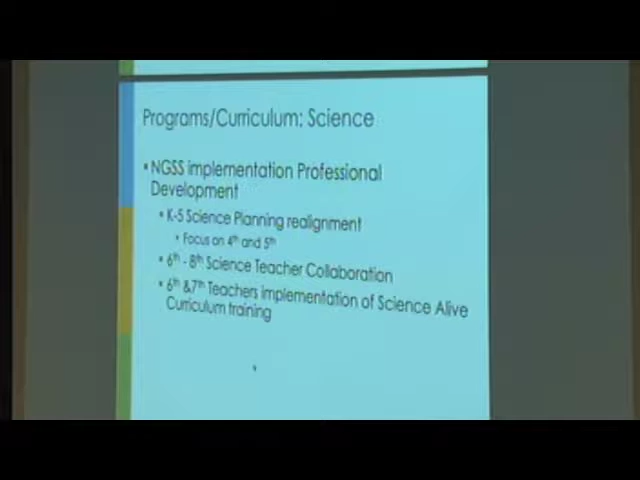 Programs/Curriculum: Science
• NGSS implementation Professional
Development
• K-5 Science Planning realignment
• Focus on 4th and 5th
• 6th - 8th Science Teacher Collaboration
• 6th &7th Teachers implementation of Science Alive
Curriculum training